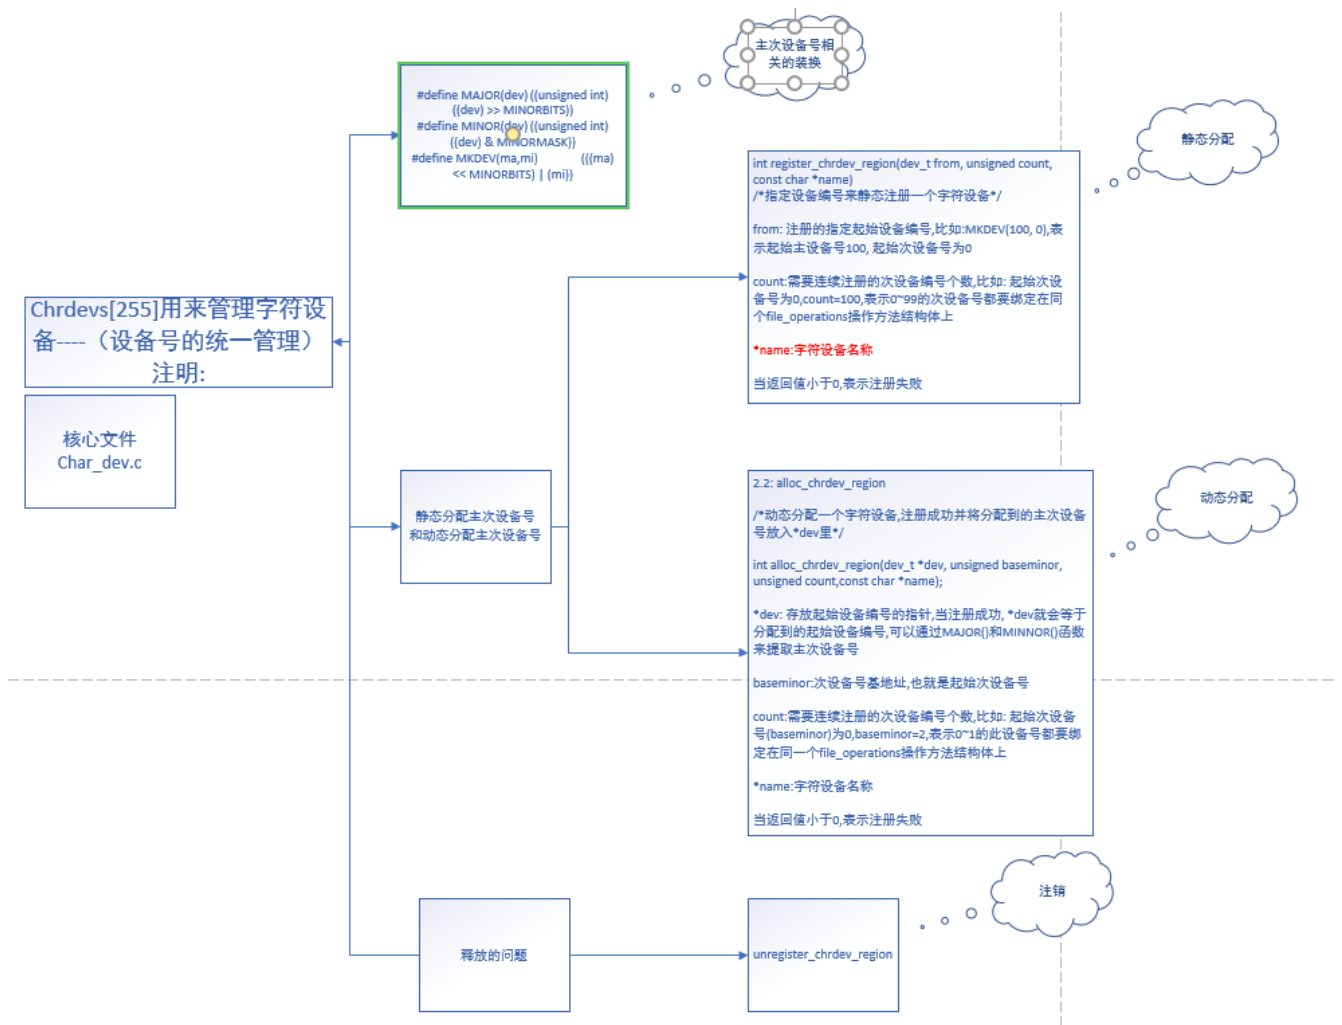 主次设备号相
关的装换
#define MAJOR(dev) ((unsigned int)
((dev) >> MINORBITS))
#define MINOR(dev) ((unsigned int)
((dev) & MINORMASK))
#define MKDEV(ma,mi) (((ma)
<< MINORBITS) | (mi))
静态分配
int register_chrdev_region(dev_t from, unsigned count,
const char *name)
/*指定设备编号来静态注册一个字符设备*/
from: 注册的指定起始设备编号,比如:MKDEV(100, 0),表
示起始主设备号100, 起始次设备号为0
count:需要连续注册的次设备编号个数,比如: 起始次设
备号为0,count=100,表示0~99的次设备号都要绑定在同
个file_operations操作方法结构体上
*name:字符设备名称
当返回值小于0,表示注册失败
Chrdevs[255]用来管理字符设
备----（设备号的统一管理）
注明:
核心文件
Char_dev.c
静态分配主次设备号
和动态分配主次设备号
动态分配
2.2: alloc_chrdev_region
/*动态分配一个字符设备,注册成功并将分配到的主次设备
号放入*dev里*/
int alloc_chrdev_region(dev_t *dev, unsigned baseminor,
unsigned count,const char *name);
*dev: 存放起始设备编号的指针,当注册成功, *dev就会等于
分配到的起始设备编号,可以通过MAJOR()和MINNOR()函数
来提取主次设备号
baseminor:次设备号基地址,也就是起始次设备号
count:需要连续注册的次设备编号个数,比如: 起始次设备
号(baseminor)为0,baseminor=2,表示0~1的此设备号都要绑
定在同一个file_operations操作方法结构体上
*name:字符设备名称
当返回值小于0,表示注册失败
注销
释放的问题
unregister_chrdev_region